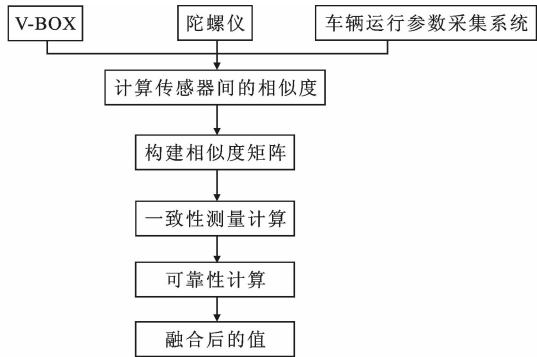 V-BOX
陀螺仪
车辆运行参数采集系统
计算传感器间的相似度
构建相似度矩阵
一致性测量计算
可靠性计算
融合后的值